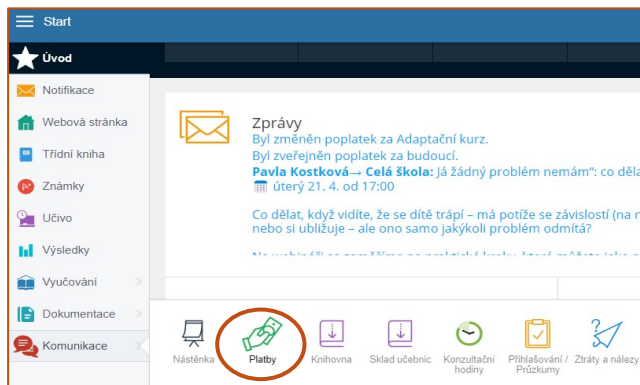 Start
Úvod
Notifikace
Webová stránka
Třídní kniha
Známky
Učivo
Výsledky
Vyučování
Dokumentace
Komunikace
Zprávy
Byl změněn poplatek za Adaptační kurz.
Byl zveřejněn poplatek za budoucí.
Pavla Kostková→ Celá škola: Já žádný problém nemám“: co děla
úterý 21. 4. od 17:00
Co dělat, když vidíte, že se dítě trápí – má potíže se závislostí (na n
nebo si ubližuje – ale ono samo jakýkoli problém odmítá?
Nástěnka
Platby
Knihovna
Sklad učebnic
Konzultační
hodiny
Přihlašování /
Průzkumy
Ztráty a nálezy